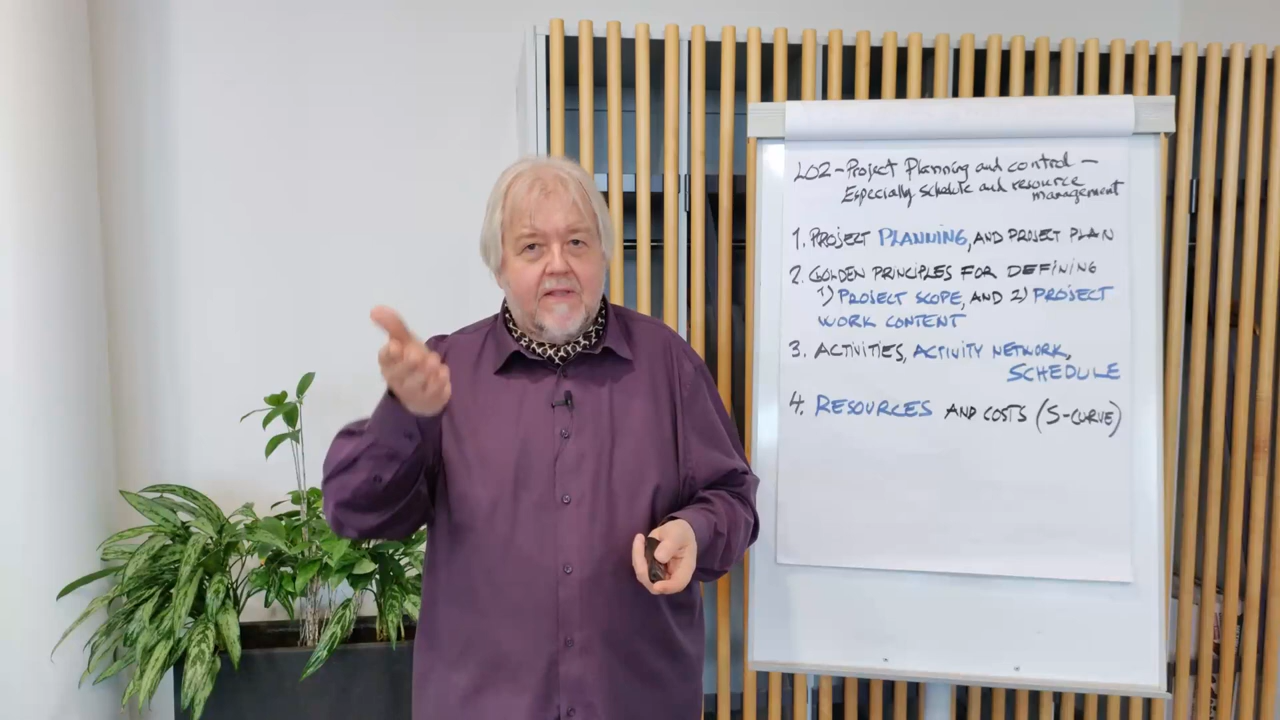 LO2 - Project Planning and control -
Especially schedule and resource
management
1. PROJECT PLANNING, AND PROJECT PLAN
2. GOLDEN PRINCIPLES FOR DEFINING
1) PROJECT SCOPE, AND 2) PROJECT
WORK CONTENT
3. ACTIVITIES, ACTIVITY NETWORK,
SCHEDULE
4. RESOURCES AND COSTS (S-CURVE)